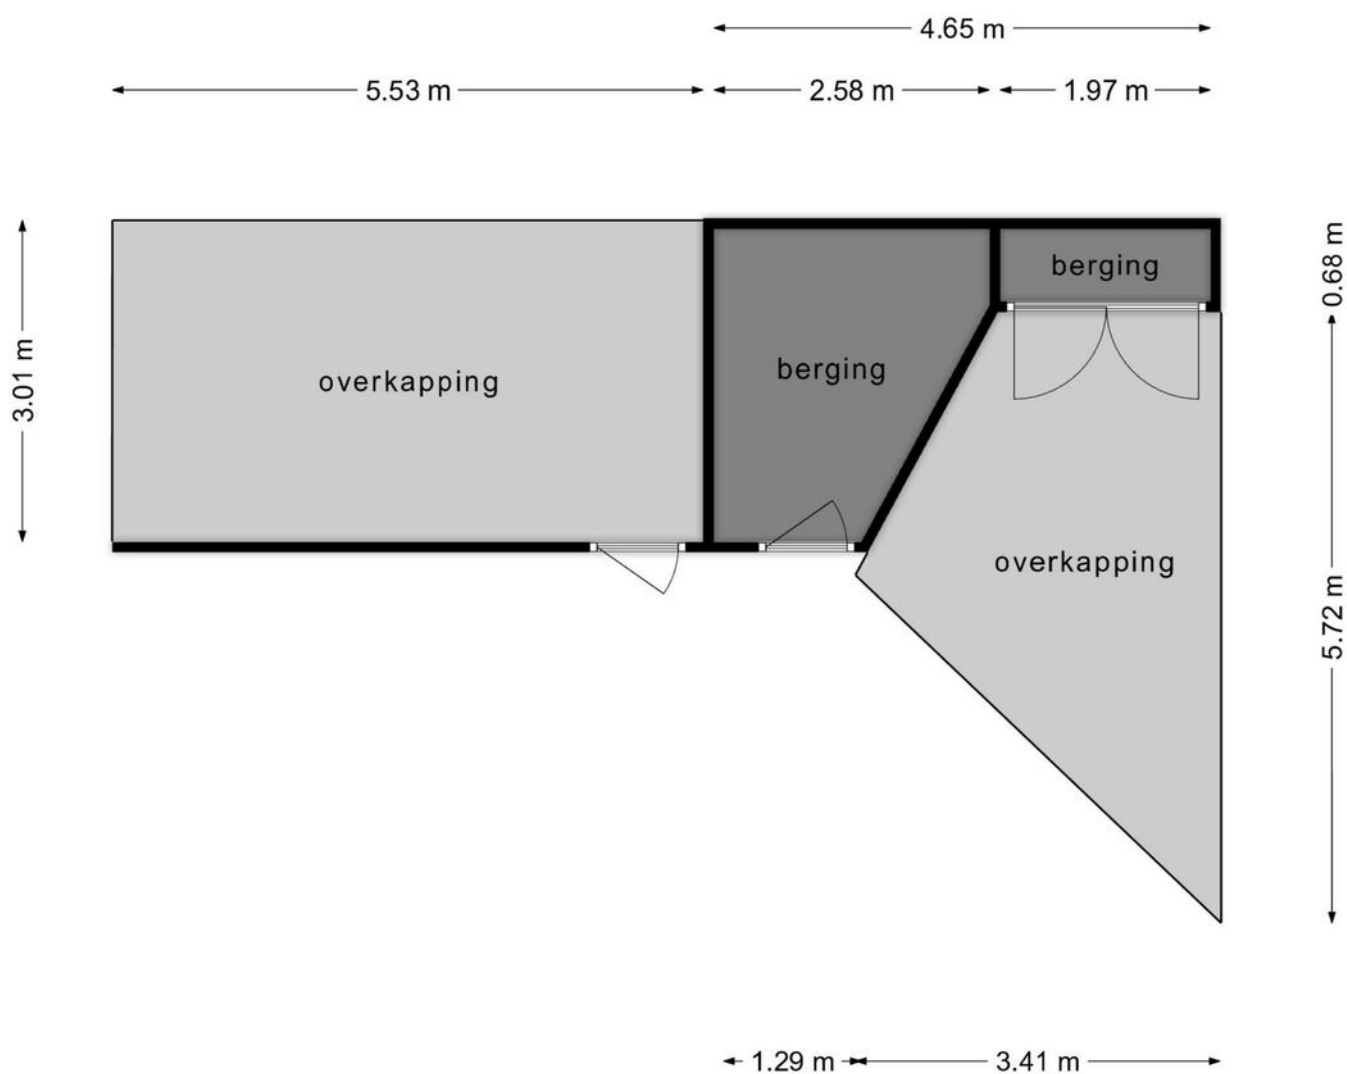 4.65 m
5.53 m
2.58 m
1.97 m
0.68 m
berging
3.01 m
overkapping
berging
overkapping
5.72 m
1.29 m
3.41 m